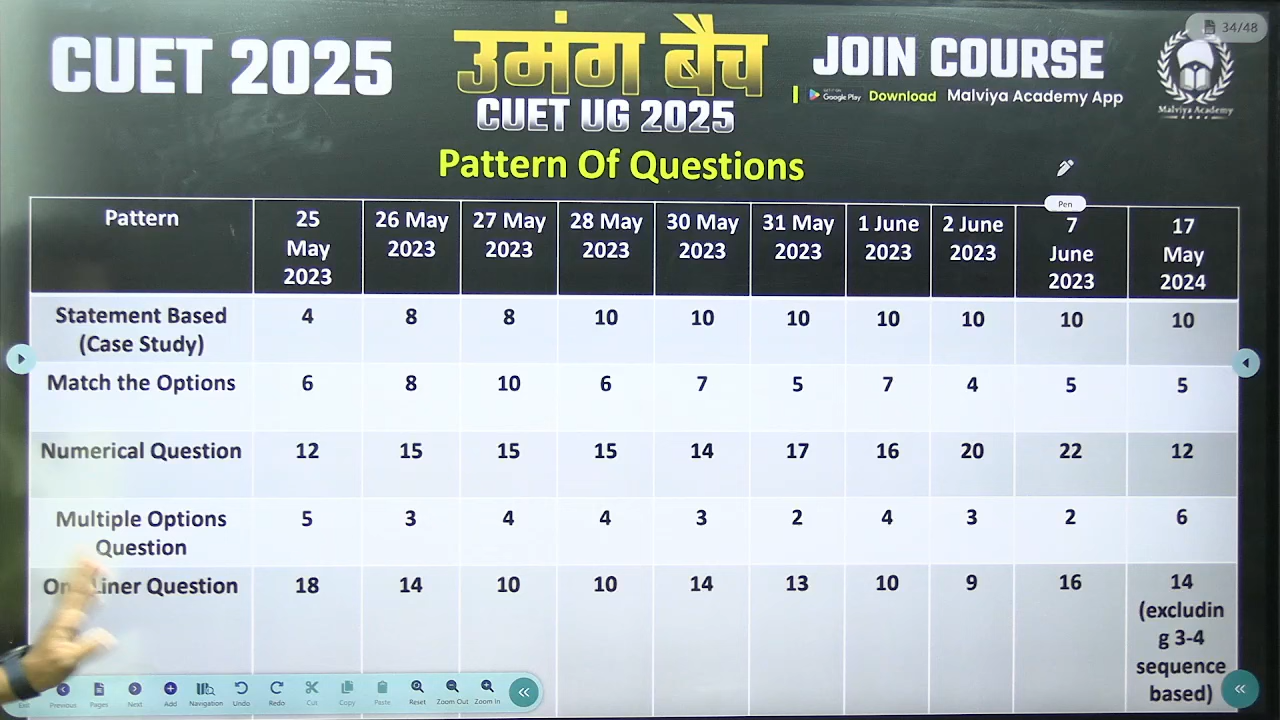 34/48
CUET 2025
उमंग बैच
CUET UG 2025
JOIN COURSE
GET IT ON
Google Play
Download Malviya Academy App
Malviya Academy
Pattern Of Questions
Pen
Pattern 25 May 2023 26 May 2023 27 May 2023 28 May 2023 30 May 2023 31 May 2023 1 June 2023 2 June 2023 7 June 2023 17 May 2024
Statement Based (Case Study) 4 8 8 10 10 10 10 10 10 10
Match the Options 6 8 10 6 7 5 7 4 5 5
Numerical Question 12 15 15 15 14 17 16 20 22 12
Multiple Options Question 5 3 4 4 3 2 4 3 2 6
Liner Question 18 14 10 10 14 13 10 9 16 14 (excluding 3-4 sequence based)
Exit Previous Pages Next Add Navigation Undo Redo Cut Copy Paste Reset Zoom Out Zoom In